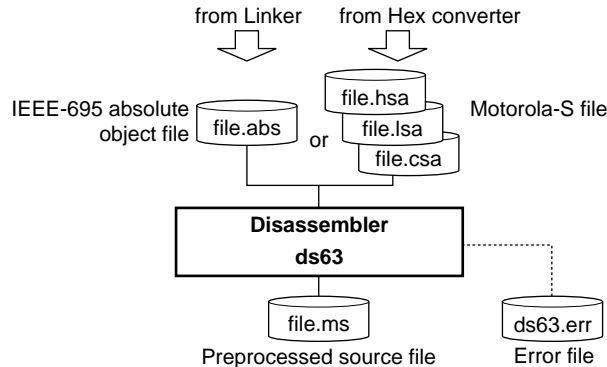 from Linker
from Hex converter
IEEE-695 absolute
object file
file.abs
or
file.hsa
file.lsa
file.csa
Motorola-S file
Disassembler
ds63
file.ms
ds63.err
Preprocessed source file
Error file